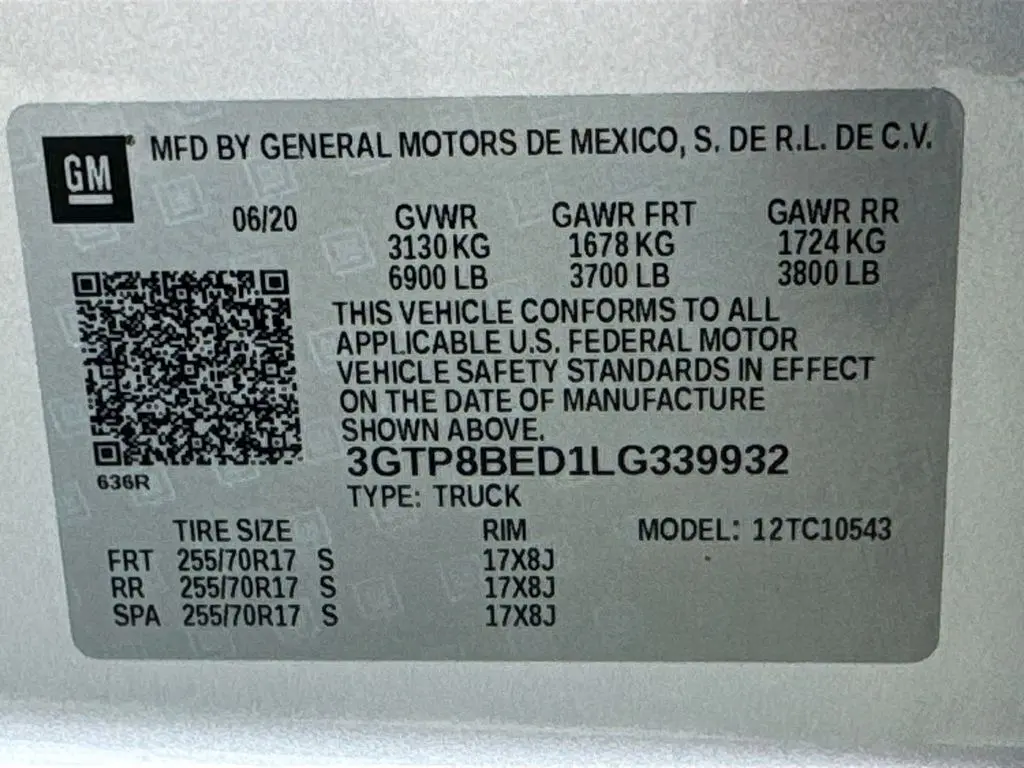 GM® MFD BY GENERAL MOTORS DE MEXICO, S. DE R.L. DE C.V.
06/20 GVWR GAWR FRT GAWR RR
3130 KG 1678 KG 1724 KG
6900 LB 3700 LB 3800 LB
THIS VEHICLE CONFORMS TO ALL
APPLICABLE U.S. FEDERAL MOTOR
VEHICLE SAFETY STANDARDS IN EFFECT
ON THE DATE OF MANUFACTURE
SHOWN ABOVE.
3GTP8BED1LG339932
636R
TYPE: TRUCK
TIRE SIZE RIM MODEL: 12TC10543
FRT 255/70R17 S 17X8J
RR 255/70R17 S 17X8J
SPA 255/70R17 S 17X8J